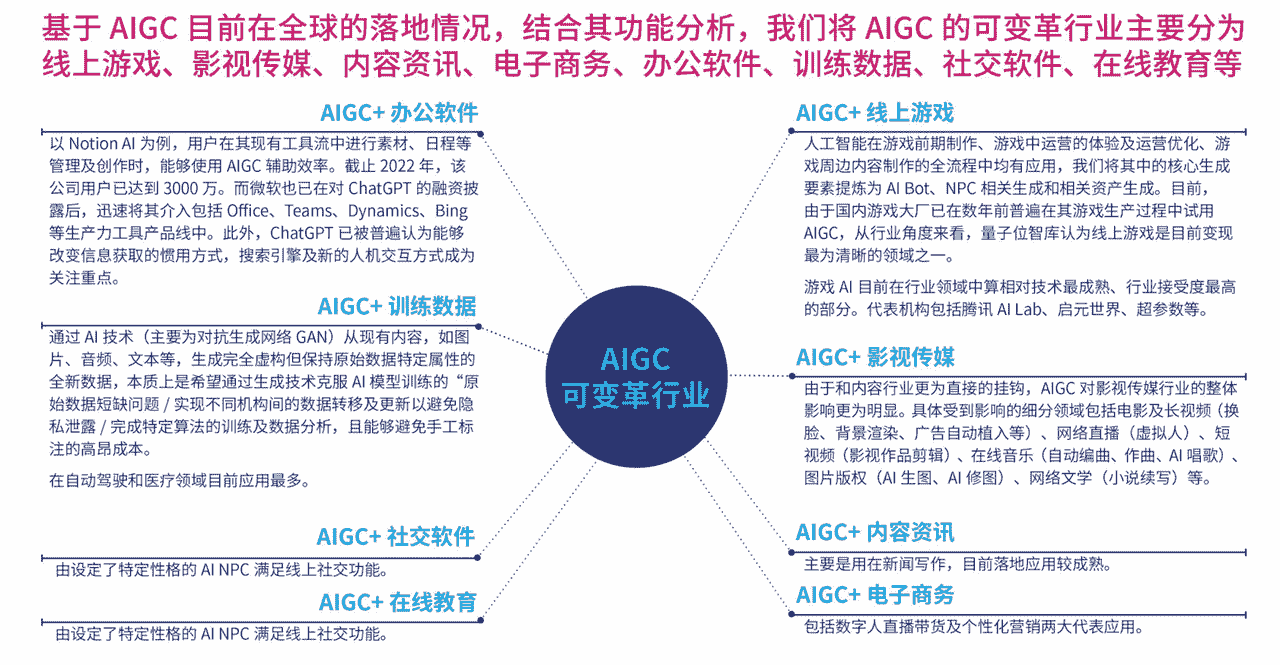 基于 AIGC 目前在全球的落地情况，结合其功能分析，我们将 AIGC 的可变革行业主要分为
线上游戏、影视传媒、内容资讯、电子商务、办公软件、训练数据、社交软件、在线教育等
AIGC+ 办公软件
以 Notion AI 为例，用户在其现有工具流中进行素材、日程等
管理及创作时，能够使用 AIGC 辅助效率。截止 2022 年，该
公司用户已达到 3000 万。而微软也已在对 ChatGPT 的融资披
露后，迅速将其介入包括 Office、Teams、Dynamics、Bing
等生产力工具产品线中。此外，ChatGPT 已被普遍认为能够
改变信息获取的惯用方式，搜索引擎及新的人机交互方式成为
关注重点。
AIGC+ 训练数据
通过 AI 技术（主要为对抗生成网络 GAN）从现有内容，如图
片、音频、文本等，生成完全虚构但保持原始数据特定属性的
全新数据，本质上是希望通过生成技术克服 AI 模型训练的“原
始数据短缺问题 / 实现不同机构间的数据转移及更新以避免隐
私泄露 / 完成特定算法的训练及数据分析，且能够避免手工标
注的高昂成本。
在自动驾驶和医疗领域目前应用最多。
AIGC+ 社交软件
由设定了特定性格的 AI NPC 满足线上社交功能。
AIGC+ 在线教育
由设定了特定性格的 AI NPC 满足线上社交功能。
AIGC
可变革行业
AIGC+ 线上游戏
人工智能在游戏前期制作、游戏中运营的体验及运营优化、游
戏周边内容制作的全流程中均有应用，我们将其中的核心生成
要素提炼为 AI Bot、NPC 相关生成和相关资产生成。目前，
由于国内游戏大厂已在数年前普遍在其游戏生产过程中试用
AIGC，从行业角度来看，量子位智库认为线上游戏是目前变现
最为清晰的领域之一。
游戏 AI 目前在行业领域中算相对技术最成熟、行业接受度最高
的部分。代表机构包括腾讯 AI Lab、启元世界、超参数等。
AIGC+ 影视传媒
由于和内容行业更为直接的挂钩，AIGC 对影视传媒行业的整体
影响更为明显。具体受到影响的细分领域包括电影及长视频（换
脸、背景渲染、广告自动植入等）、网络直播（虚拟人）、短
视频（影视作品剪辑）、在线音乐（自动编曲、作曲、AI 唱歌）、
图片版权（AI 生图、AI 修图）、网络文学（小说续写）等。
AIGC+ 内容资讯
主要是用在新闻写作，目前落地应用较成熟。
AIGC+ 电子商务
包括数字人直播带货及个性化营销两大代表应用。